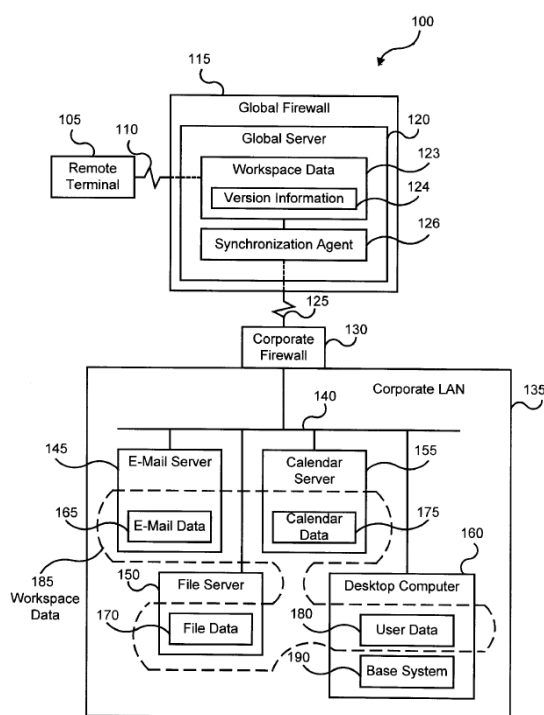 100
115
Global Firewall
105
110
Global Server
120
Remote
Terminal
Workspace Data
123
Version Information
124
Synchronization Agent
126
125
Corporate
Firewall
130
Corporate LAN
135
140
145
E-Mail Server
Calendar
Server
155
165
E-Mail Data
Calendar
Data
175
160
185
Workspace
Data
150
File Server
Desktop Computer
170
File Data
180
User Data
190
Base System